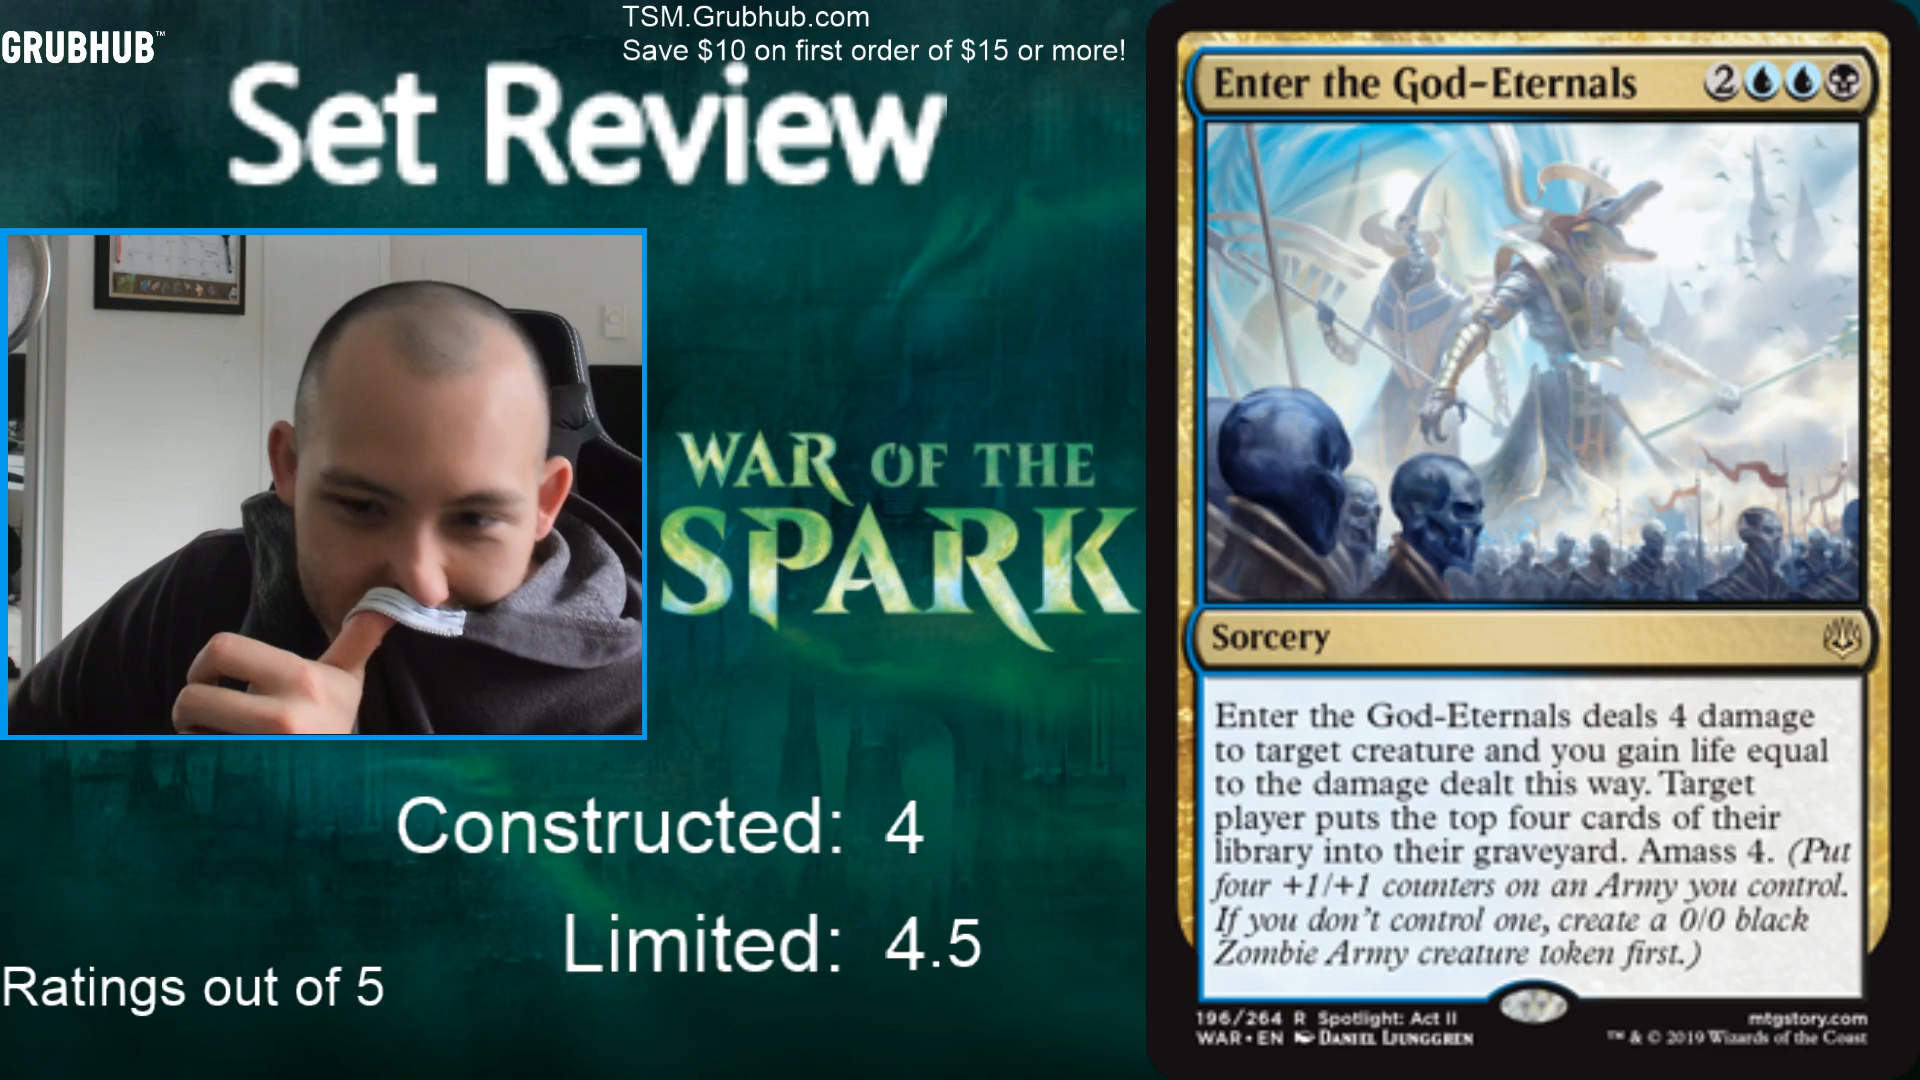 TSM.Grubhub.com
GRUBHUB™
Save $10 on first order of $15 or more!
Set Review
WAR OF THE
SPARK
Constructed: 4
Limited: 4.5
Ratings out of 5
Enter the God-Eternals 2
Sorcery
Enter the God-Eternals deals 4 damage
to target creature and you gain life equal
to the damage dealt this way. Target
player puts the top four cards of their
library into their graveyard. Amass 4. (Put
four +1/+1 counters on an Army you control.
If you don't control one, create a 0/0 black
Zombie Army creature token first.)
196/264 R Spotlight: Act II
WAR • EN DANIEL LJUNGGREN
mtgstory.com
™ & © 2019 Wizards of the Coast